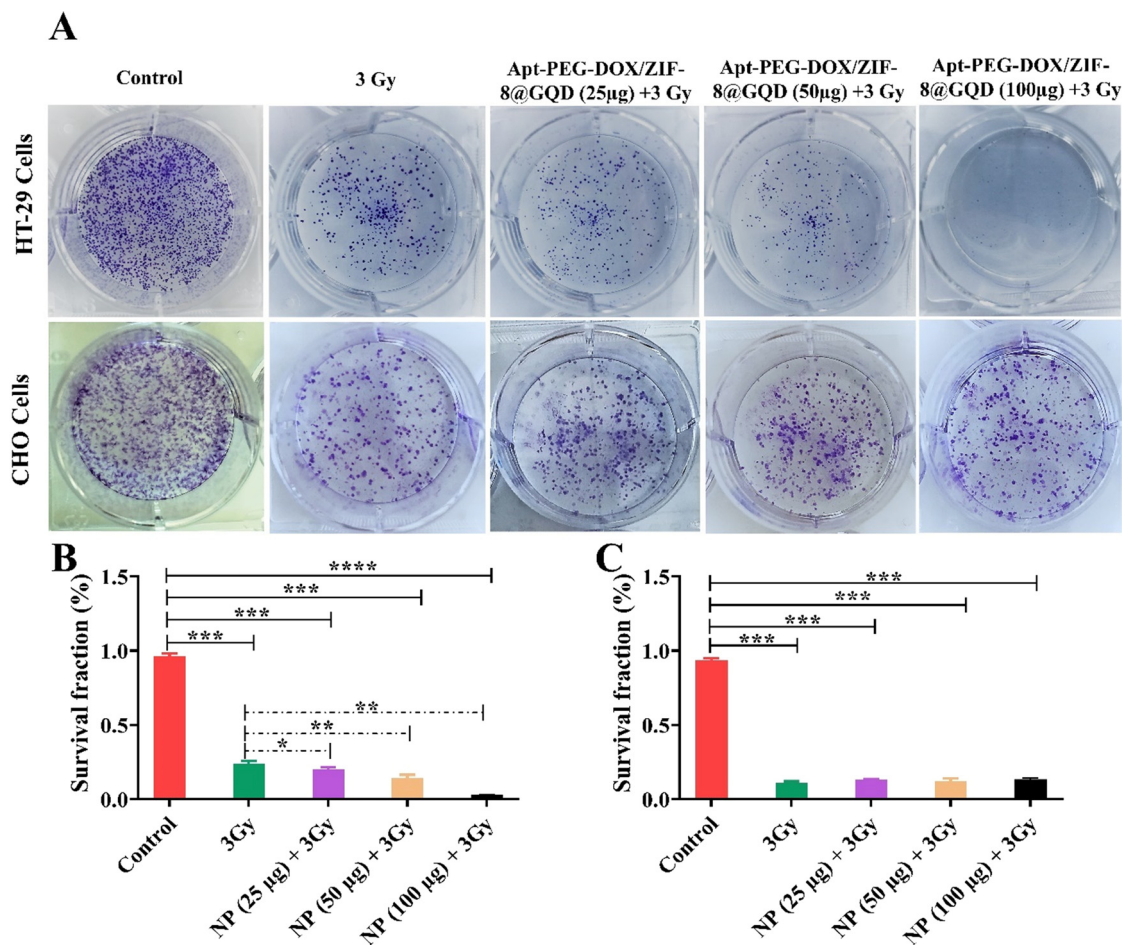 A
Control
3 Gy
Apt-PEG-DOX/ZIF-
8@GQD (25μg) +3 Gy
Apt-PEG-DOX/ZIF-
8@GQD (50μg) +3 Gy
Apt-PEG-DOX/ZIF-
8@GQD (100μg) +3 Gy
HT-29 Cells
CHO Cells
B
Survival fraction (%)
1.5
1.0
0.5
0.0
****
***
***
***
**
**
*
Control
3Gy
NP (25 μg) + 3Gy
NP (50 μg) + 3Gy
NP (100 μg) + 3Gy
C
Survival fraction (%)
1.5
1.0
0.5
0.0
***
***
***
***
Control
3Gy
NP (25 μg) + 3Gy
NP (50 μg) + 3Gy
NP (100 μg) + 3Gy